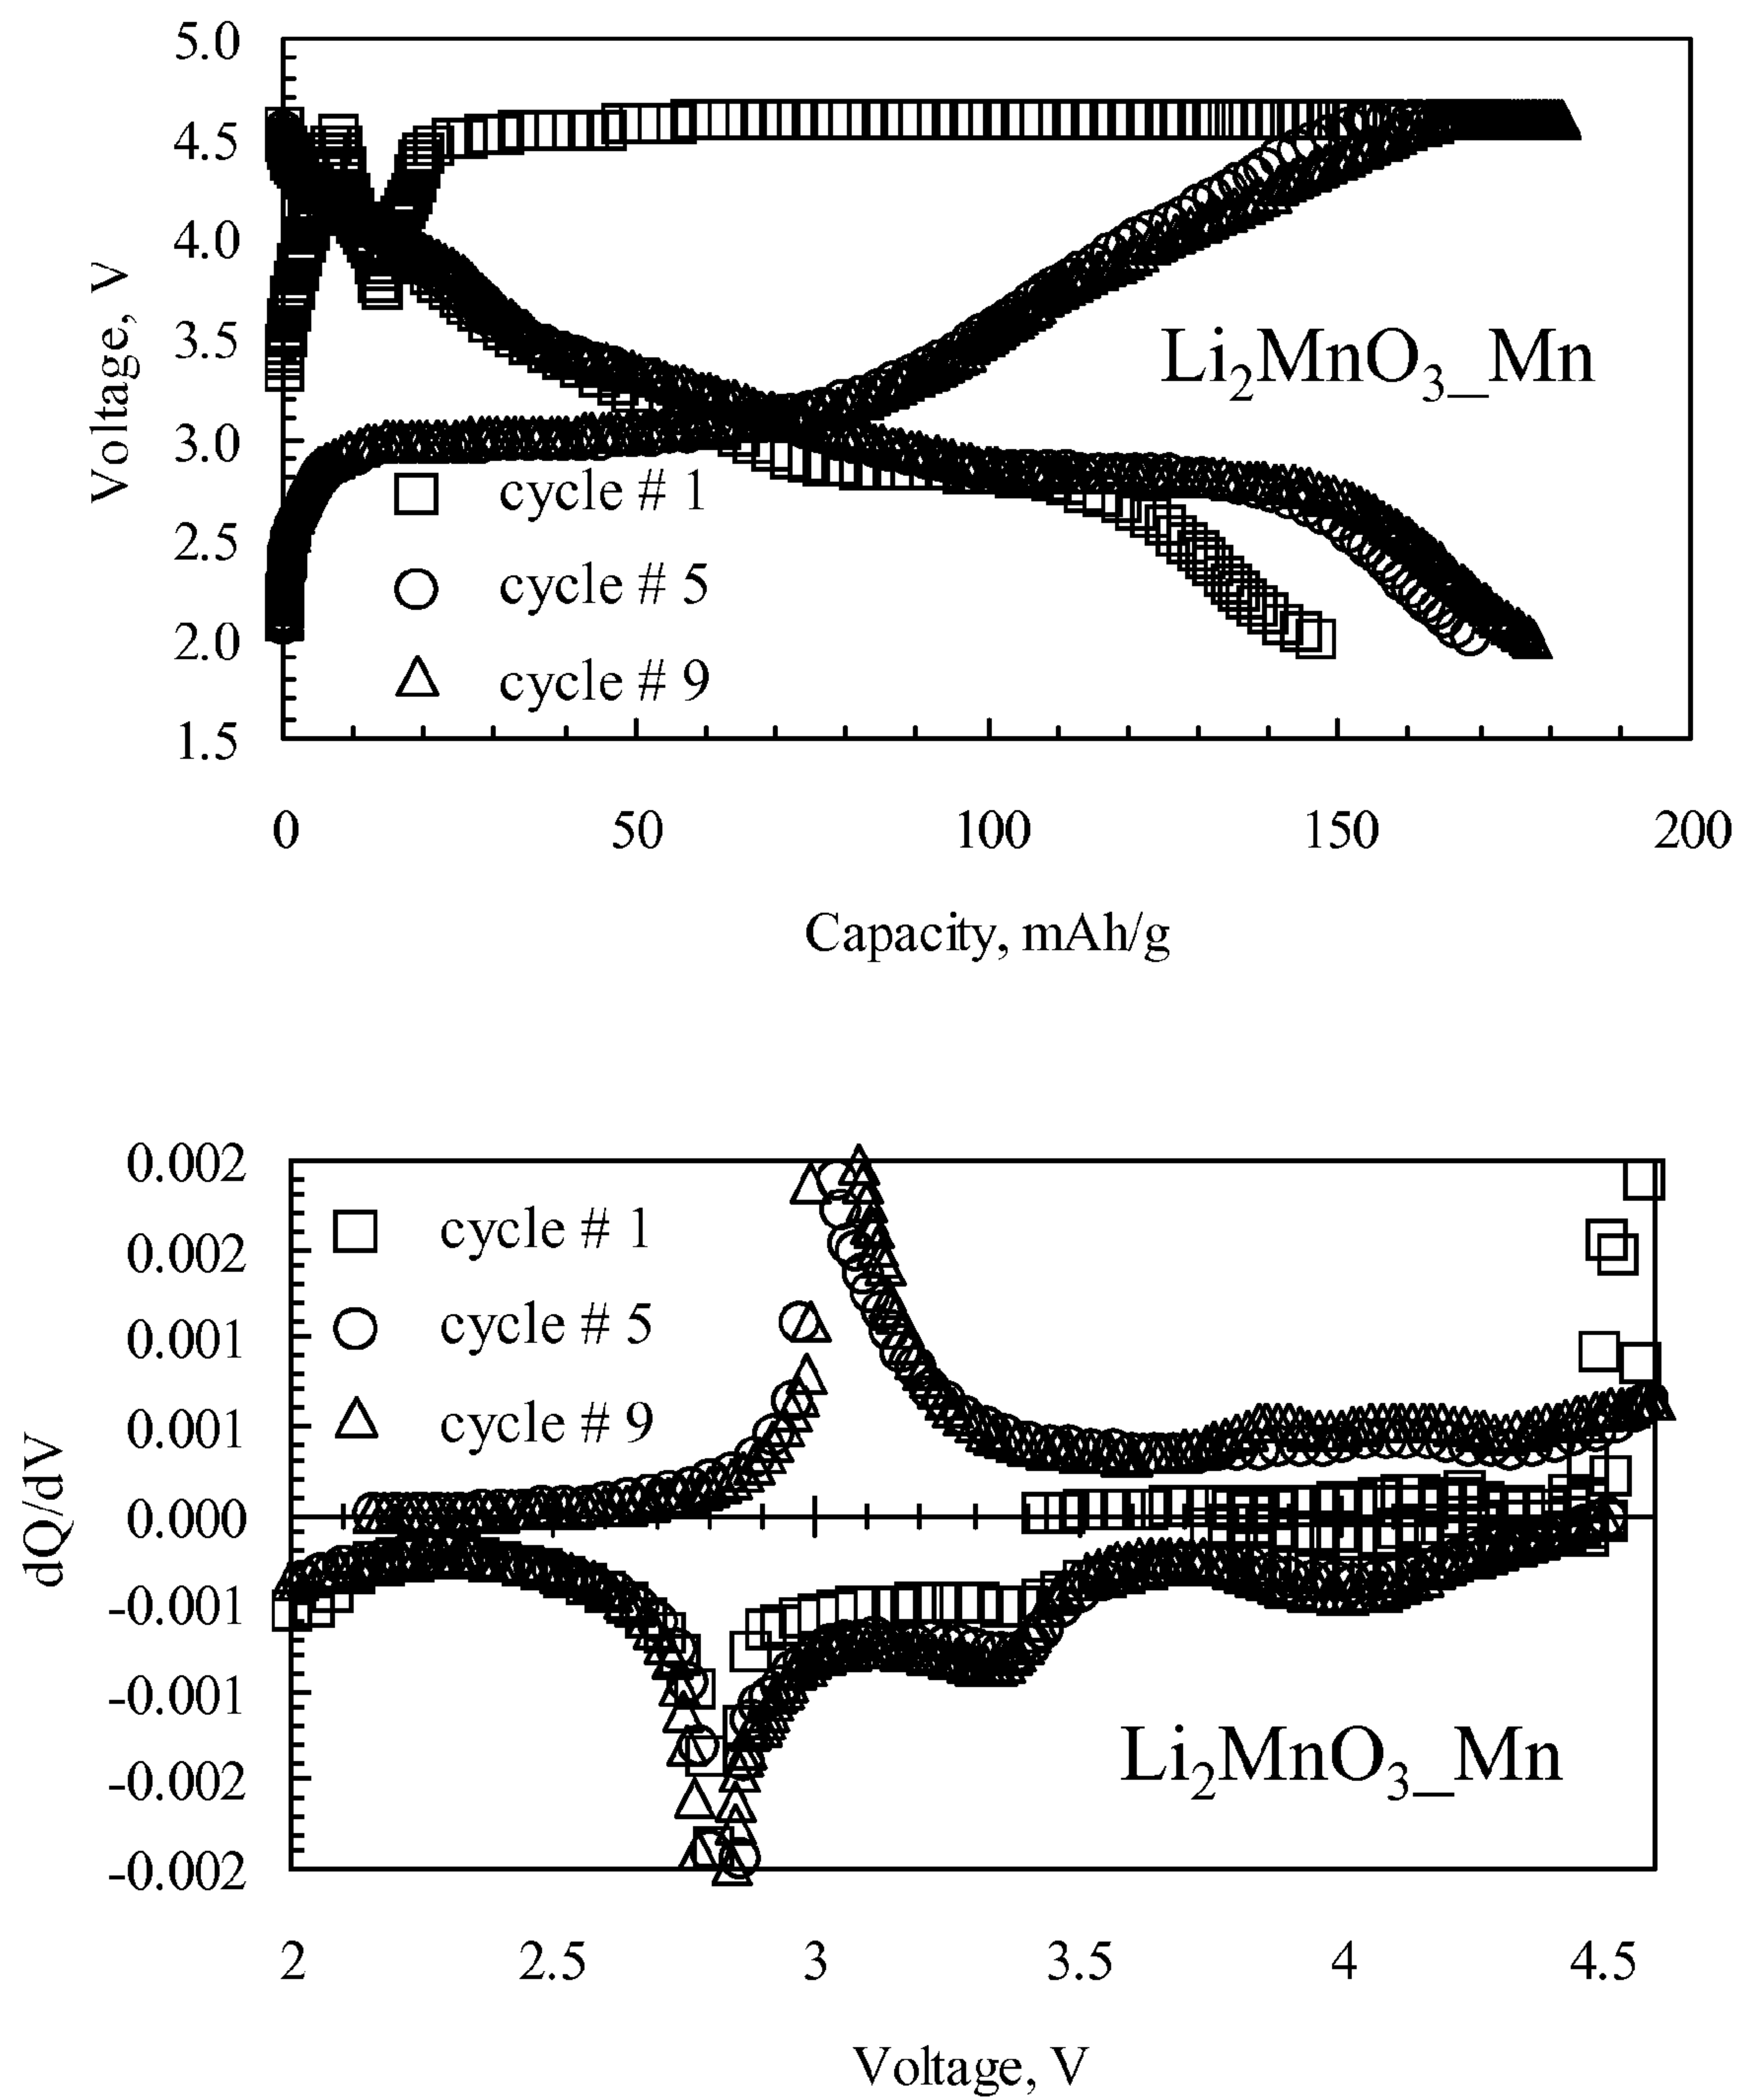 5.0
4.5
4.0
3.5
3.0
2.5
2.0
1.5
Voltage, V
Li₂MnO₃_Mn
cycle # 1
cycle # 5
cycle # 9
0 50 100 150 200
Capacity, mAh/g
0.002
0.002
0.001
0.001
0.000
-0.001
-0.001
-0.002
-0.002
dQ/dV
cycle # 1
cycle # 5
cycle # 9
Li₂MnO₃_Mn
2 2.5 3 3.5 4 4.5
Voltage, V